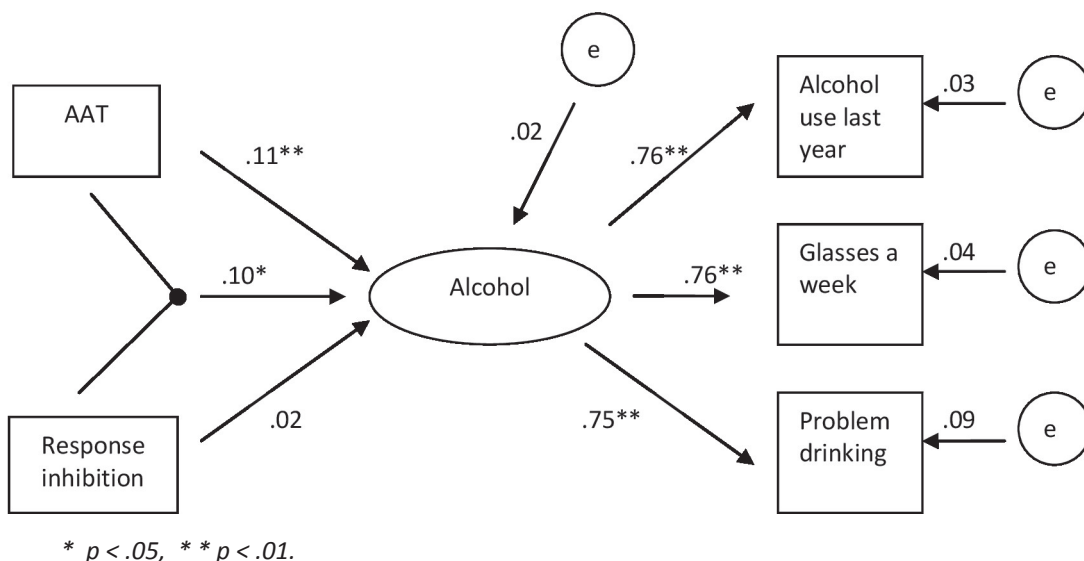 e
AAT
.11**
.02
.76**
Alcohol
use last
year
.03
e
.10*
Alcohol
.76**
Glasses a
week
.04
e
Response
inhibition
.02
.75**
Problem
drinking
.09
e
* p < .05, * * p < .01.